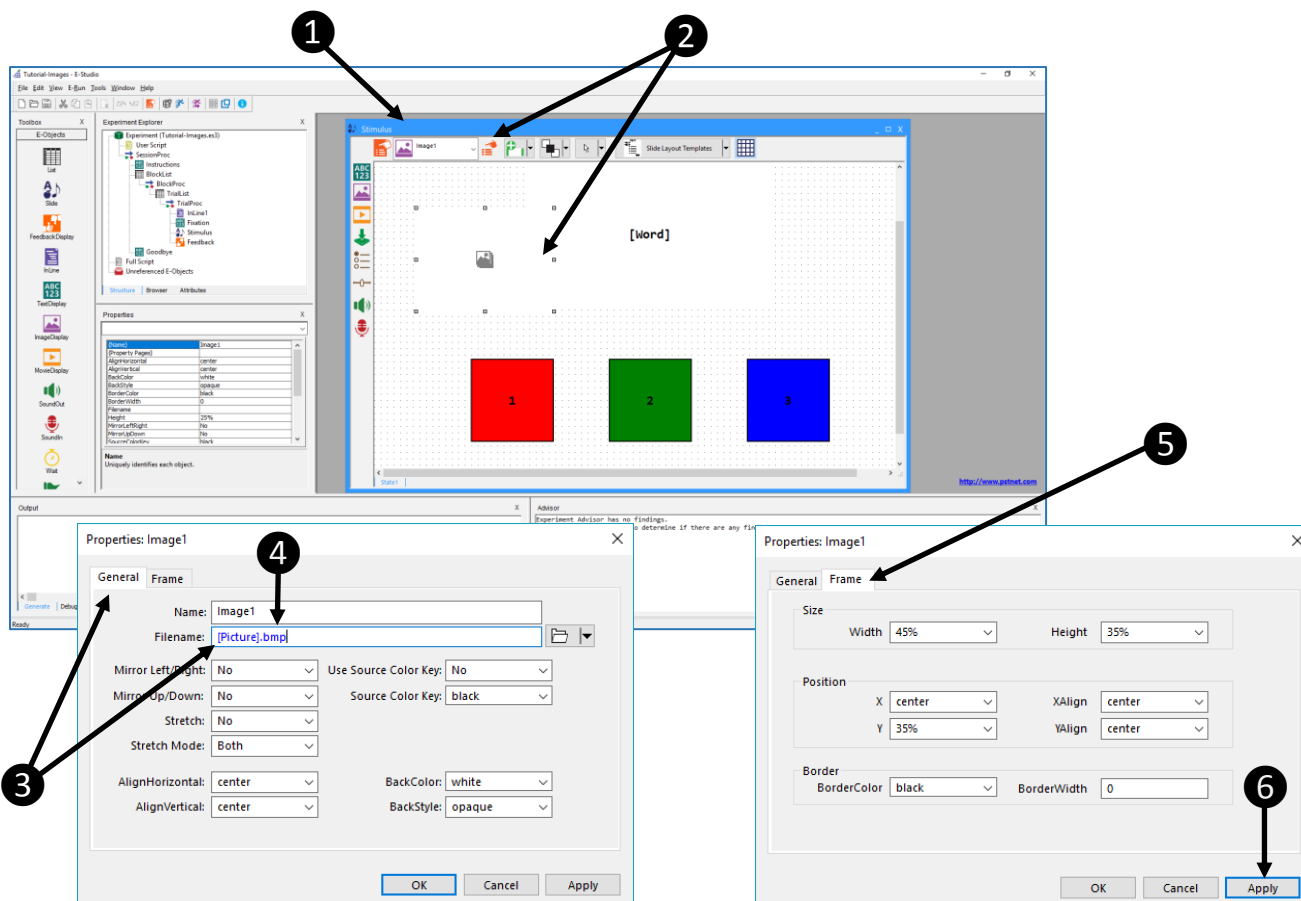 1
2
Tutorial-Images - E-Studio
File Edit View E-Run Tools Window Help
Toolbox X
E-Objects
List
Slide
FeedbackDisplay
InLine
ABC
123
TextDisplay
ImageDisplay
MovieDisplay
SoundOut
SoundIn
Wait
Experiment Explorer X
Experiment (Tutorial-Images.es3)
User Script
SessionProc
Instructions
BlockList
BlockProc
TrialList
TrialProc
InLine1
Fixation
Stimulus
Feedback
Goodbye
Full Script
Unreferenced E-Objects
Structure Browser Attributes
Properties X
(Name) Image1
(Property Pages)
AlignHorizontal center
AlignVertical center
BackColor white
BackStyle opaque
BorderColor black
BorderWidth 0
Filename
Height 25%
MirrorLeftRight No
MirrorUpDown No
SourceColorKey black
Name
Uniquely identifies each object.
Stimulus
Image1 Slide Layout Templates
ABC
123
[Word]
1 2 3
State1
http://www.pstnet.com
5
Output X
Generate Debug
Ready
Advisor X
Experiment Advisor has no findings.
o determine if there are any fin
Properties: Image1
4
General Frame
Name: Image1
Filename: [Picture].bmp
Mirror Left/Right: No Use Source Color Key: No
Mirror Up/Down: No Source Color Key: black
Stretch: No
Stretch Mode: Both
3
AlignHorizontal: center BackColor: white
AlignVertical: center BackStyle: opaque
OK Cancel Apply
Properties: Image1
General Frame
Size
Width 45% Height 35%
Position
X center XAlign center
Y 35% YAlign center
Border
BorderColor black BorderWidth 0
6
OK Cancel Apply